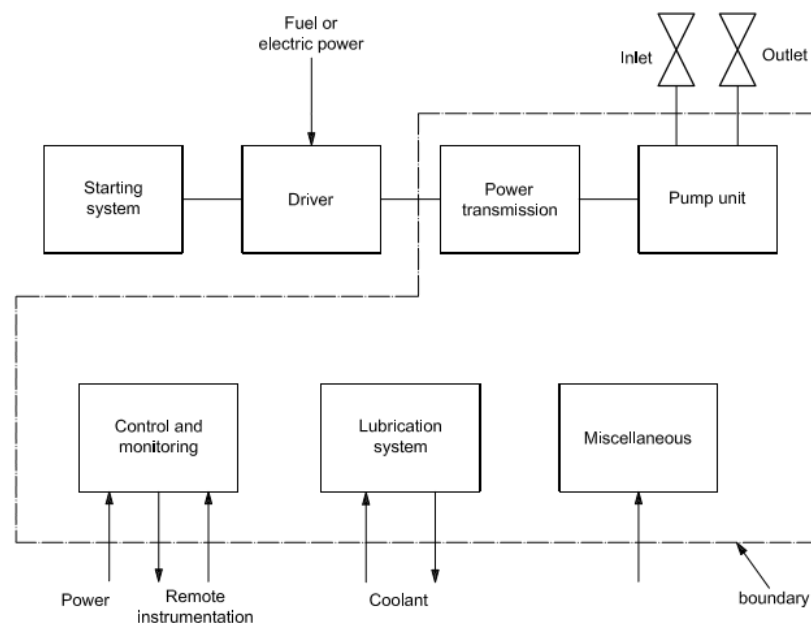 Fuel or
electric power
Inlet
Outlet
Starting
system
Driver
Power
transmission
Pump unit
Control and
monitoring
Lubrication
system
Miscellaneous
Power
Remote
instrumentation
Coolant
boundary